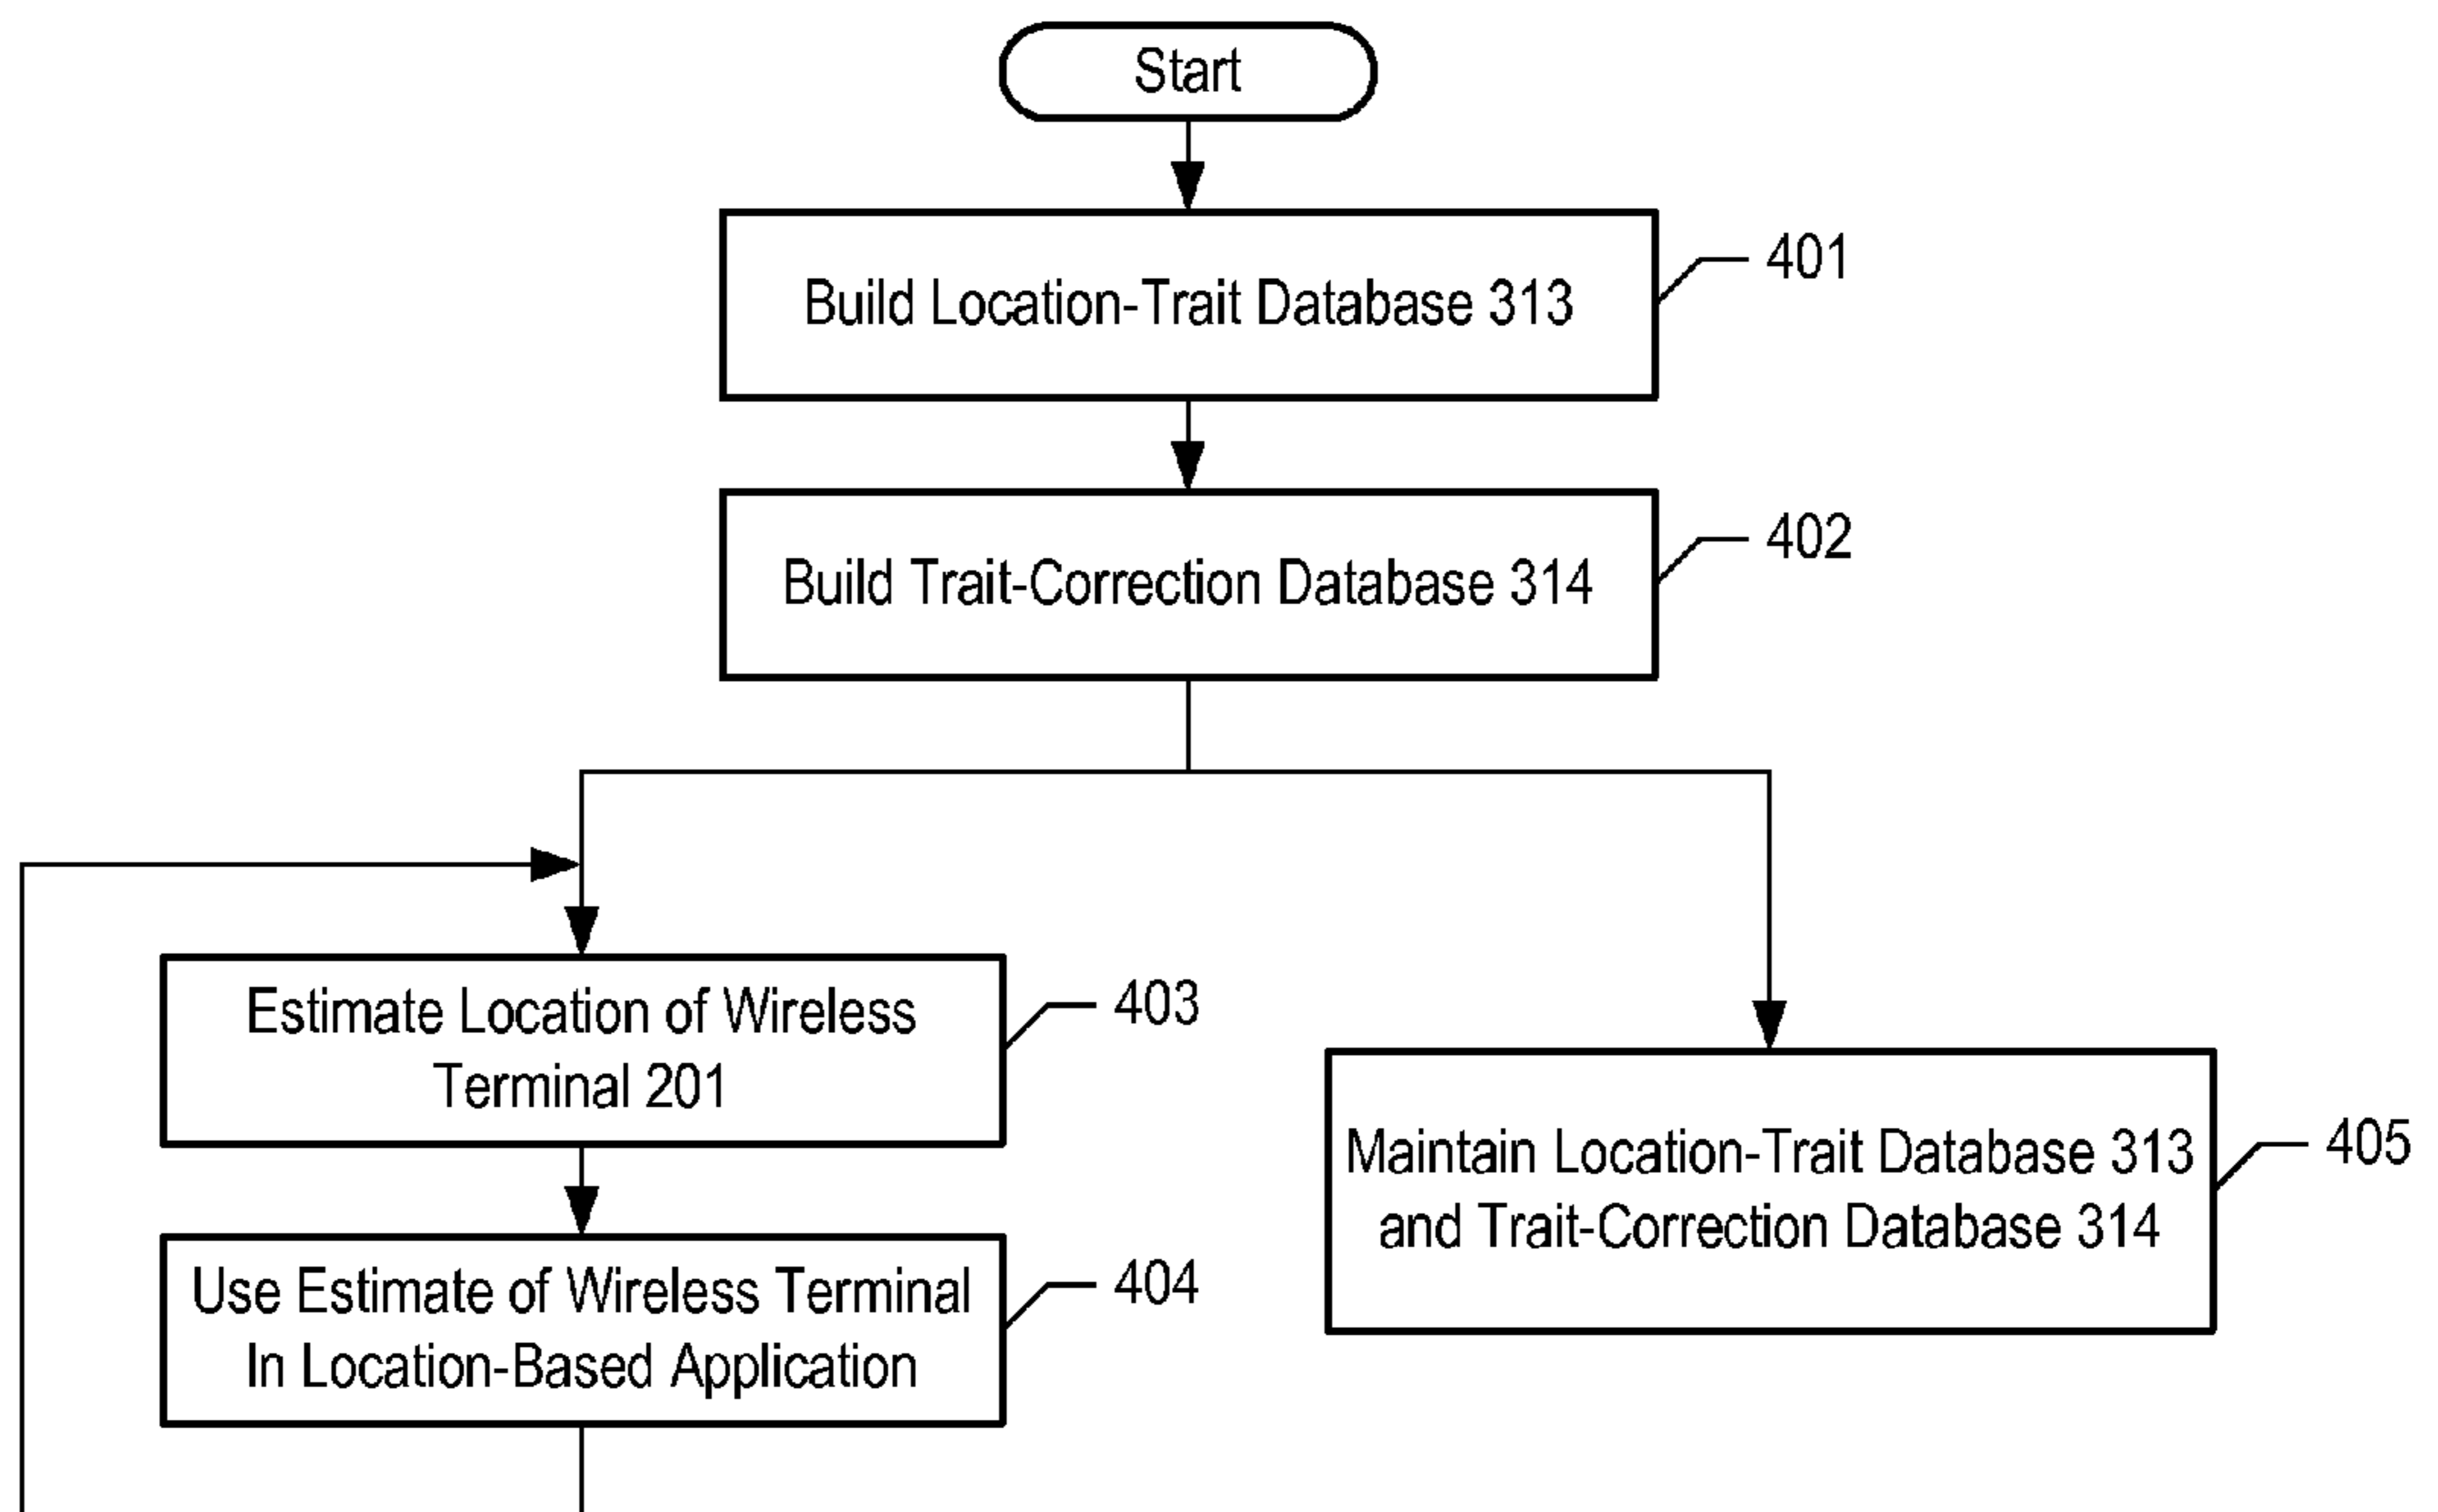 Start
Build Location-Trait Database 313
401
Build Trait-Correction Database 314
402
Estimate Location of Wireless
Terminal 201
403
Use Estimate of Wireless Terminal
In Location-Based Application
404
Maintain Location-Trait Database 313
and Trait-Correction Database 314
405